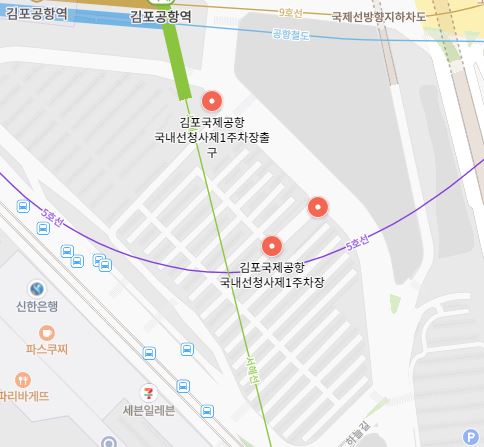 9호선
김포공항역
김포공항역
국제선방향지하차도
공항철도
김포국제공항
국내선청사제1주차장출
구
5호선
5호선
김포국제공항
국내선청사제1주차장
신한은행
파스쿠찌
서해선
파리바게뜨
세븐일레븐
하늘길
P